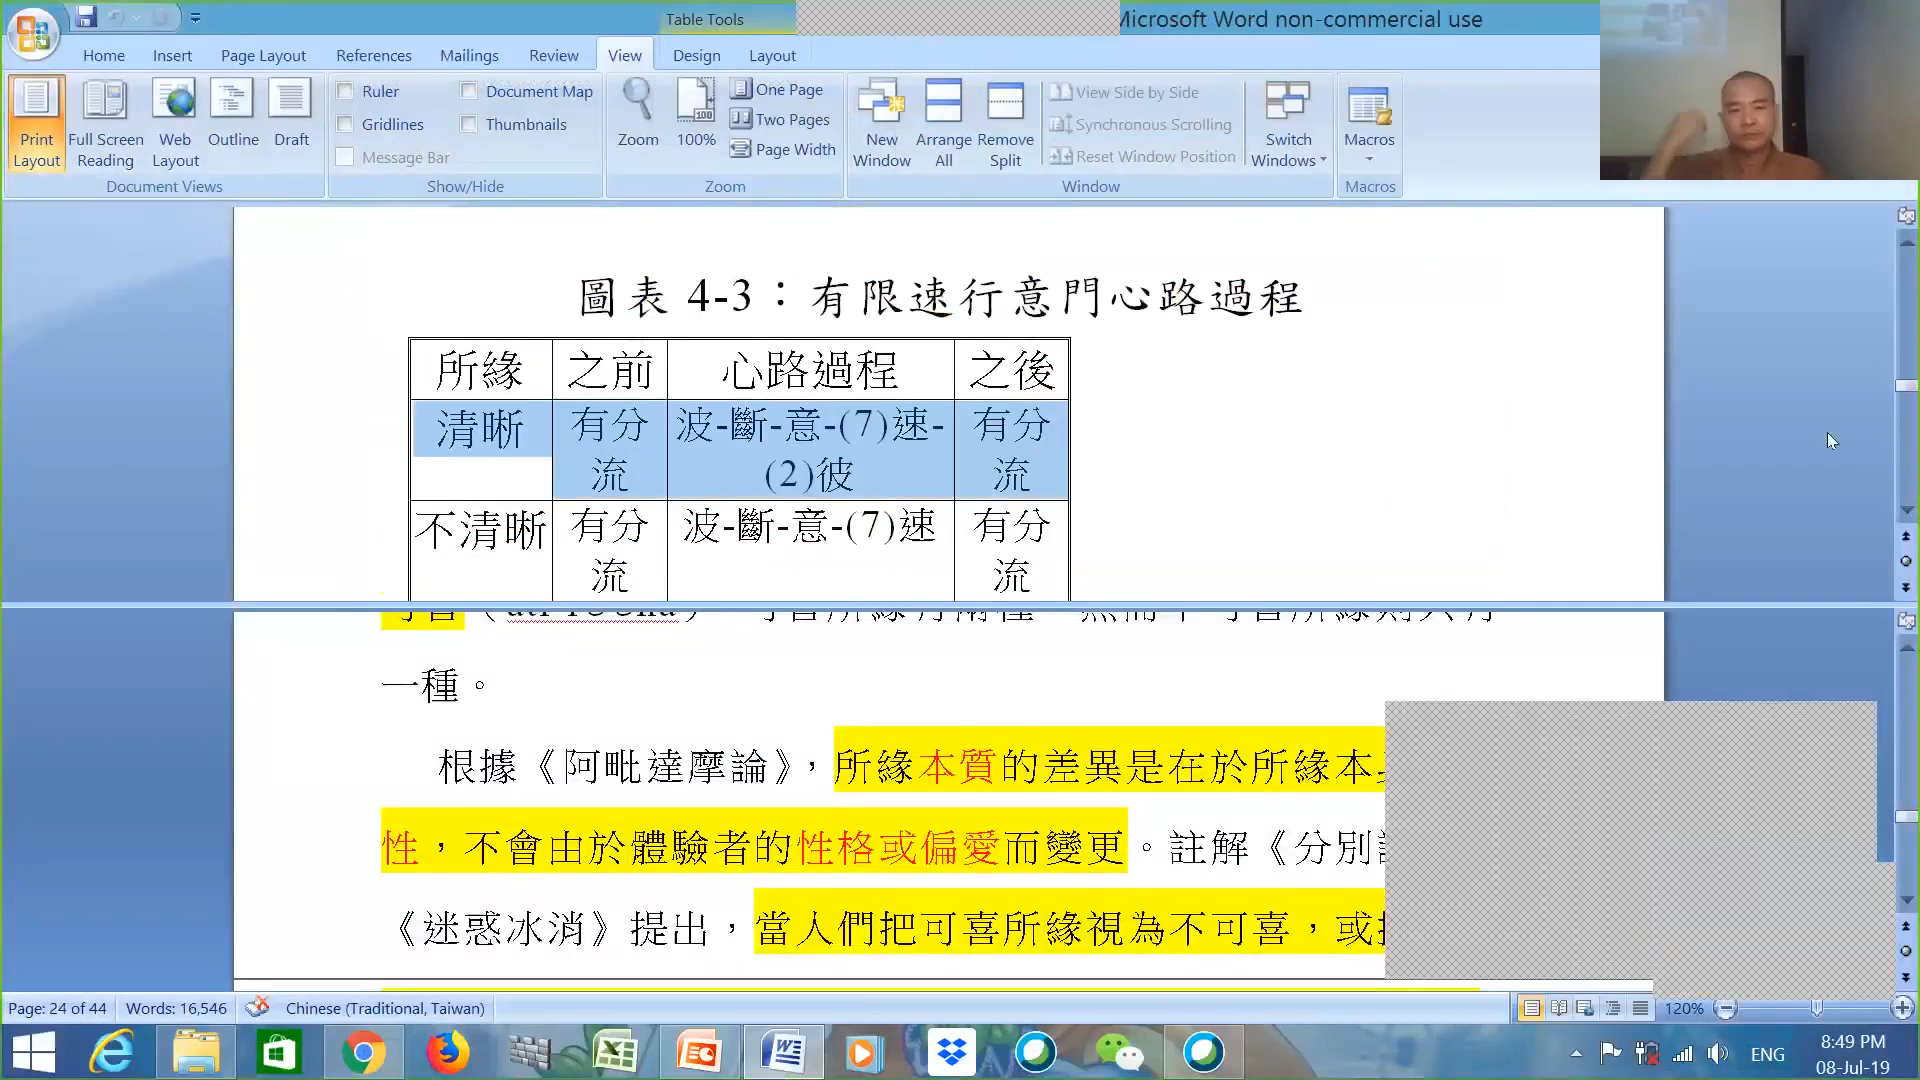 Table Tools
Microsoft Word non-commercial use
Home Insert Page Layout References Mailings Review View Design Layout
Ruler Document Map One Page View Side by Side
Gridlines Thumbnails Two Pages Synchronous Scrolling
Message Bar Page Width Reset Window Position
Print Layout Full Screen Reading Web Layout Outline Draft Zoom 100% New Window Arrange All Remove Split Switch Windows Macros
Document Views Show/Hide Zoom Window Macros
圖表 4-3：有限速行意門心路過程
所緣 之前 心路過程 之後
清晰 有分流 波-斷-意-(7)速-(2)彼 有分流
不清晰 有分流 波-斷-意-(7)速 有分流
一種。
根據《阿毗達摩論》，所緣本質的差異是在於所緣本
性，不會由於體驗者的性格或偏愛而變更。註解《分別
《迷惑冰消》提出，當人們把可喜所緣視為不可喜，或
Page: 24 of 44 Words: 16,546 Chinese (Traditional, Taiwan) 120%
ENG
8:49 PM
08-Jul-19